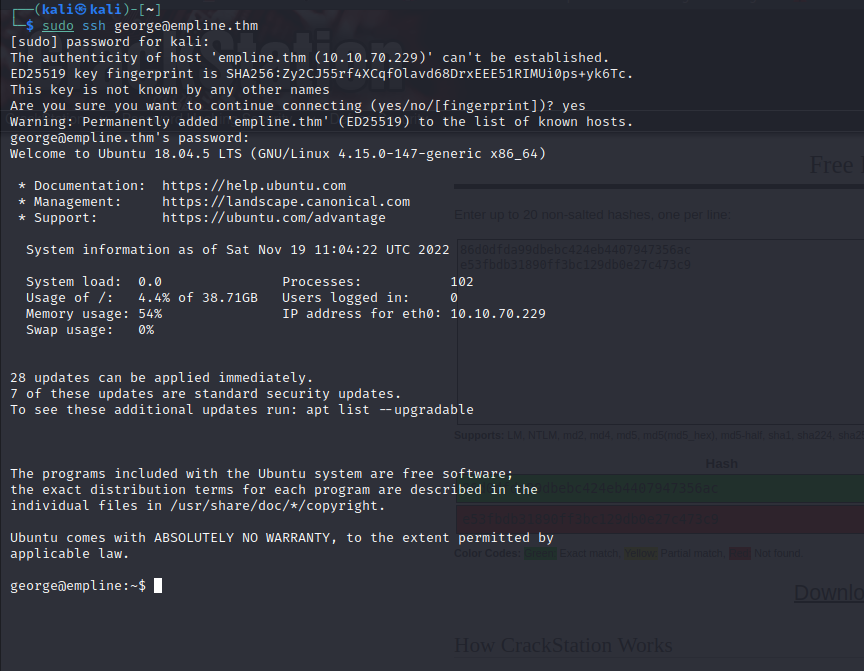 ┌──(kali㉿kali)-[~]
└─$ sudo ssh george@empline.thm
[sudo] password for kali:
The authenticity of host 'empline.thm (10.10.70.229)' can't be established.
ED25519 key fingerprint is SHA256:Zy2CJ55rf4XCqfOlavd68DrxEEE51RIMUi0ps+yk6Tc.
This key is not known by any other names
Are you sure you want to continue connecting (yes/no/[fingerprint])? yes
Warning: Permanently added 'empline.thm' (ED25519) to the list of known hosts.
george@empline.thm's password:
Welcome to Ubuntu 18.04.5 LTS (GNU/Linux 4.15.0-147-generic x86_64)
* Documentation: https://help.ubuntu.com
* Management: https://landscape.canonical.com
* Support: https://ubuntu.com/advantage
System information as of Sat Nov 19 11:04:22 UTC 2022
System load: 0.0 Processes: 102
Usage of /: 4.4% of 38.71GB Users logged in: 0
Memory usage: 54% IP address for eth0: 10.10.70.229
Swap usage: 0%
28 updates can be applied immediately.
7 of these updates are standard security updates.
To see these additional updates run: apt list --upgradable
The programs included with the Ubuntu system are free software;
the exact distribution terms for each program are described in the
individual files in /usr/share/doc/*/copyright.
Ubuntu comes with ABSOLUTELY NO WARRANTY, to the extent permitted by
applicable law.
george@empline:~$
Free
Enter up to 20 non-salted hashes, one per line
86d0dfda99dbebc424eb4407947356ac
Supports: LM, NTLM, md2, md4, md5, md5(md5_hex), md5-half, sha1, sha224,
Hash
Color Codes: Green: Exact match, Yellow: Partial match, Red: Not found.
Downlo
How CrackStation Works